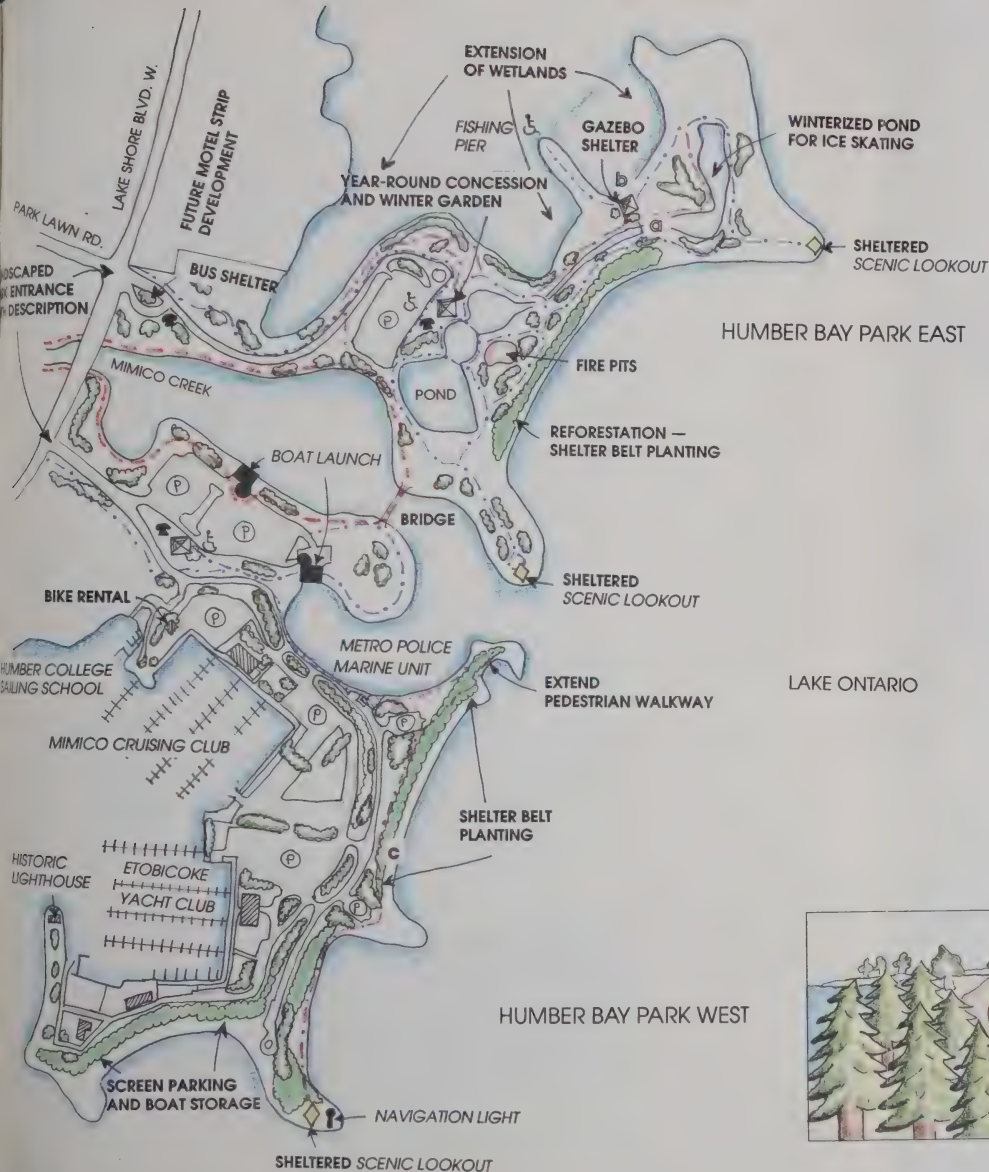 EXTENSION
OF WETLANDS
FISHING
PIER
GAZEBO
SHELTER
b
a
WINTERIZED POND
FOR ICE SKATING
LAKE SHORE BLVD. W.
FUTURE MOTEL STRIP
DEVELOPMENT
YEAR-ROUND CONCESSION
AND WINTER GARDEN
PARK LAWN RD.
BUS SHELTER
ENTRANCE
DESCRIPTION
SHELTERED
SCENIC LOOKOUT
P
HUMBER BAY PARK EAST
FIRE PITS
MIMICO CREEK
POND
REFORESTATION —
SHELTER BELT PLANTING
BOAT LAUNCH
P
P
BRIDGE
SHELTERED
SCENIC LOOKOUT
BIKE RENTAL
P
HUMBER COLLEGE
SAILING SCHOOL
METRO POLICE
MARINE UNIT
EXTEND
PEDESTRIAN WALKWAY
LAKE ONTARIO
P
P
MIMICO CRUISING CLUB
SHELTER BELT
PLANTING
c
P
HISTORIC
LIGHTHOUSE
ETOBICOKE
YACHT CLUB
P
HUMBER BAY PARK WEST
SCREEN PARKING
AND BOAT STORAGE
NAVIGATION LIGHT
SHELTERED SCENIC LOOKOUT